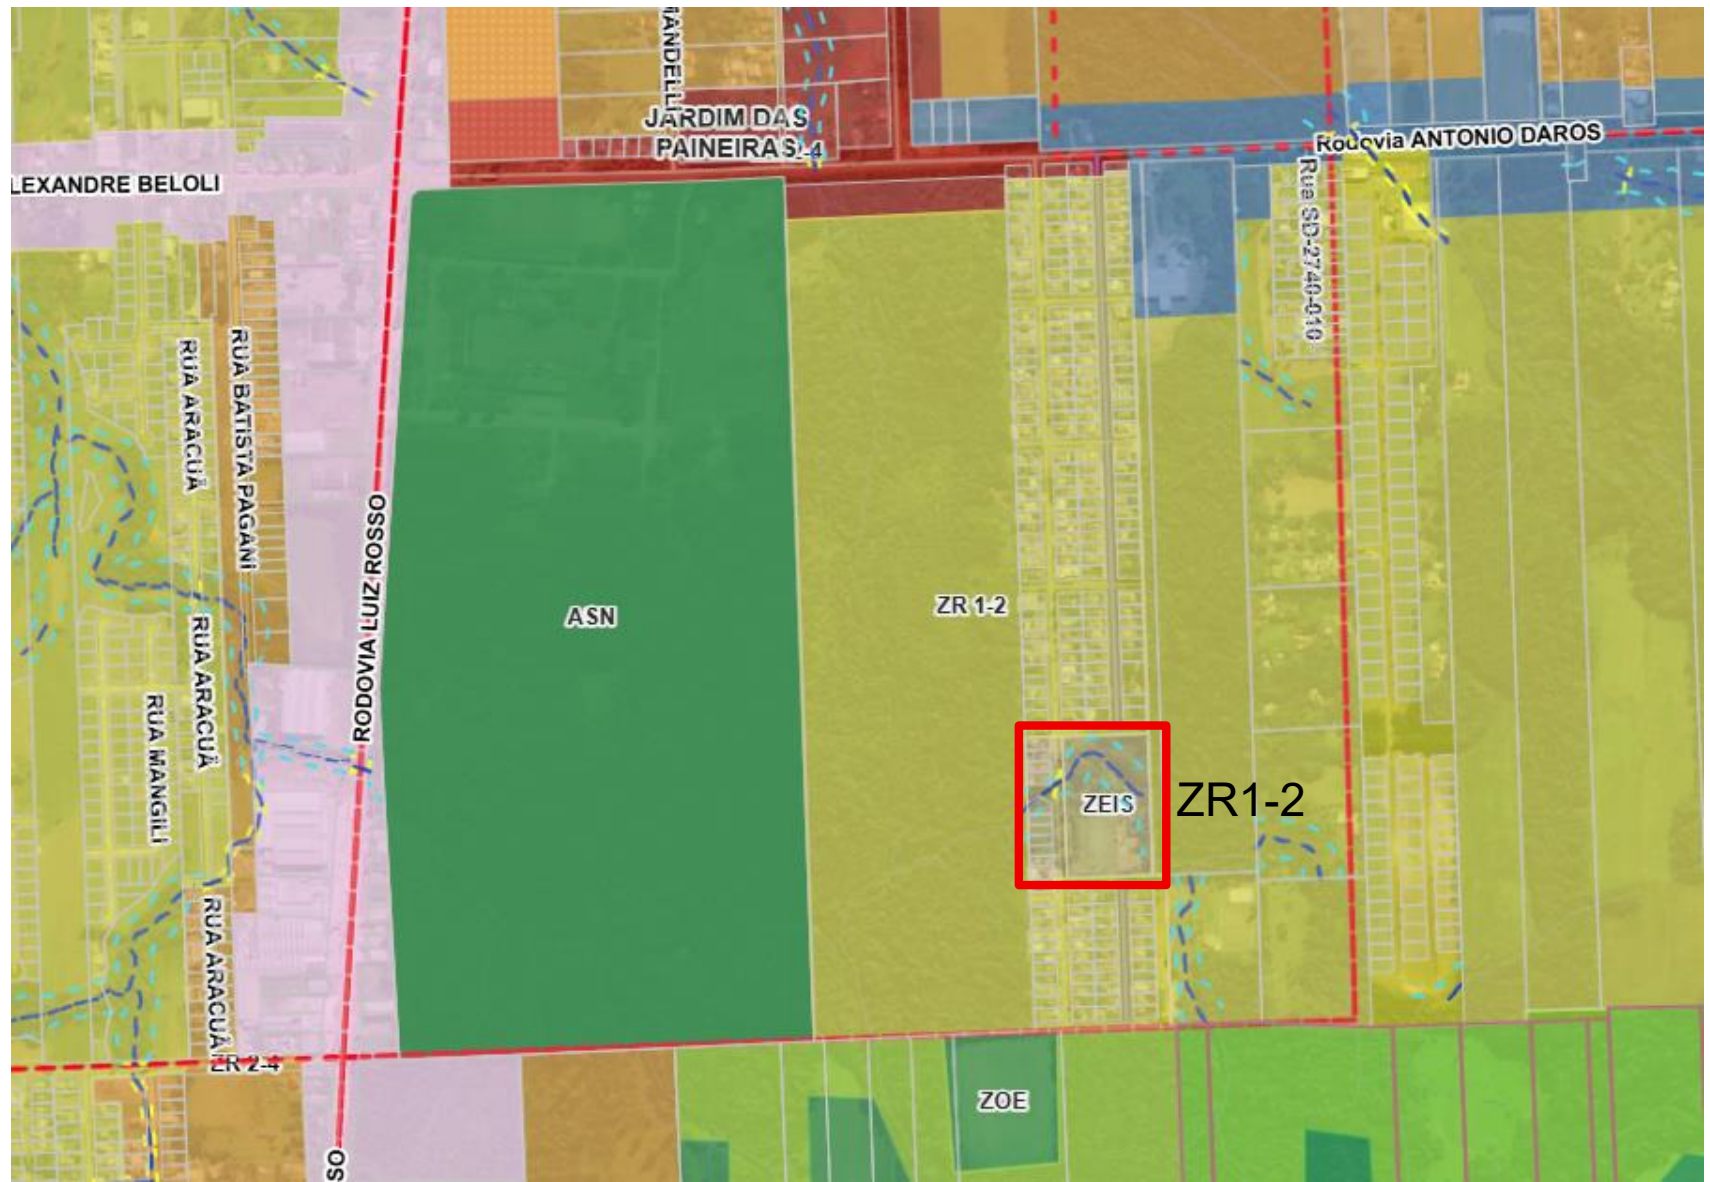 JARDIM DAS
PAINEIRAS
Rodovia ANTONIO DAROS
LEXANDRE BELOLI
Rua SD-2740-010
RUA ARACUÃ
RUA BATISTA PAGANI
RODOVIA LUIZ ROSSO
ASN
ZR 1-2
RUA ARACUÃ
RUA MANGILI
ZEIS
ZR1-2
RUA ARACUÃ
ZR 2-4
ZOE
SO